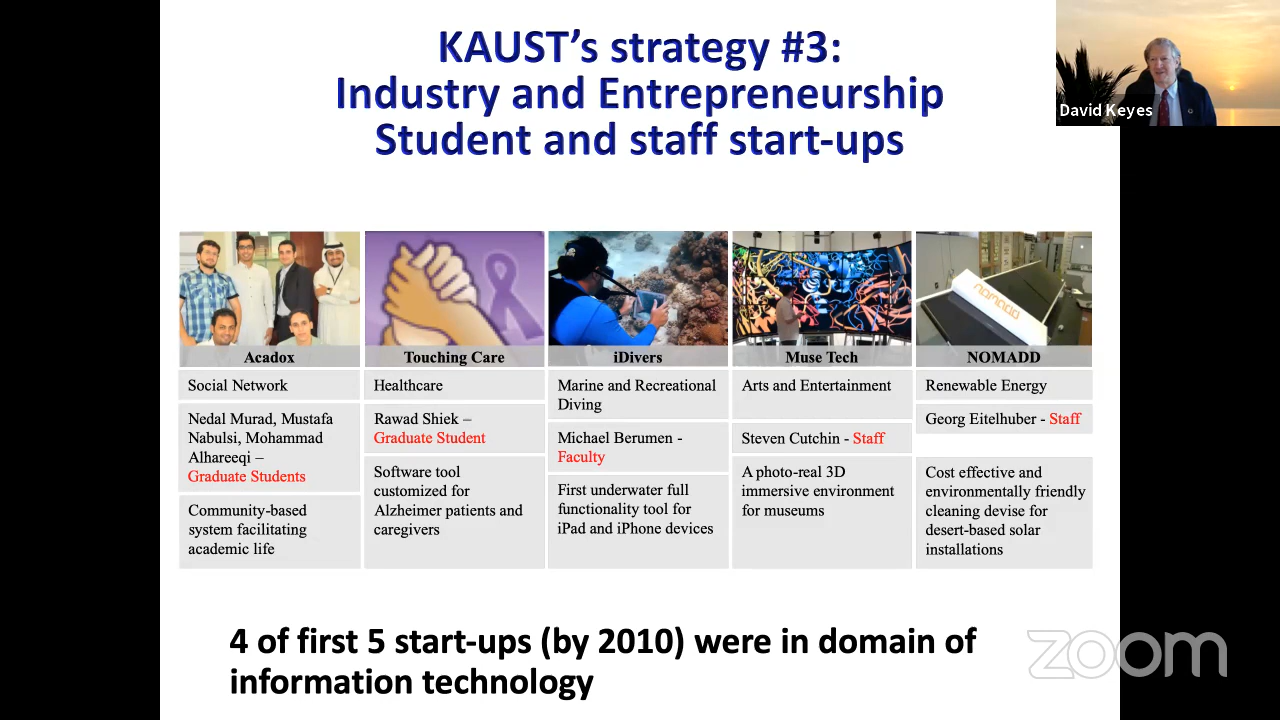 KAUST’s strategy #3:
Industry and Entrepreneurship
Student and staff start-ups
David Keyes
nomadd
Acadox
Touching Care
iDivers
Muse Tech
NOMADD
Social Network
Healthcare
Marine and Recreational
Diving
Arts and Entertainment
Renewable Energy
Nedal Murad, Mustafa
Nabulsi, Mohammad
Alhareeqi –
Graduate Students
Rawad Shiek –
Graduate Student
Michael Berumen -
Faculty
Steven Cutchin - Staff
Georg Eitelhuber - Staff
Community-based
system facilitating
academic life
Software tool
customized for
Alzheimer patients and
caregivers
First underwater full
functionality tool for
iPad and iPhone devices
A photo-real 3D
immersive environment
for museums
Cost effective and
environmentally friendly
cleaning devise for
desert-based solar
installations
4 of first 5 start-ups (by 2010) were in domain of
information technology
zoom